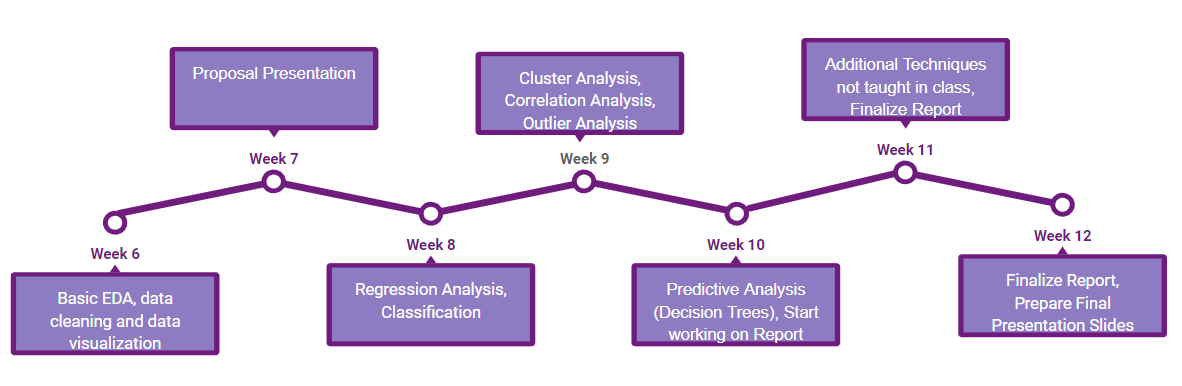 Proposal Presentation
Week 7
Cluster Analysis,
Correlation Analysis,
Outlier Analysis
Week 9
Additional Techniques
not taught in class,
Finalize Report
Week 11
Week 6
Basic EDA, data
cleaning and data
visualization
Week 8
Regression Analysis,
Classification
Week 10
Predictive Analysis
(Decision Trees), Start
working on Report
Week 12
Finalize Report,
Prepare Final
Presentation Slides